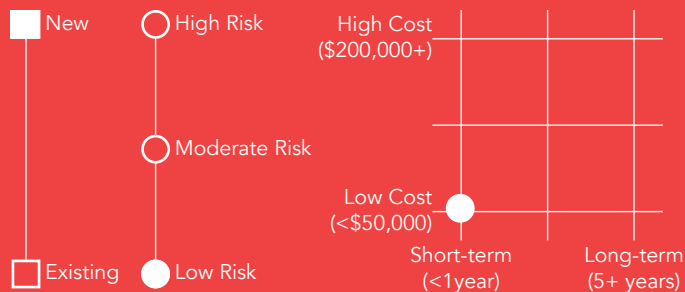 New
Existing
High Risk
Moderate Risk
Low Risk
High Cost
($200,000+)
Low Cost
(<$50,000)
Short-term
(<1year)
Long-term
(5+ years)